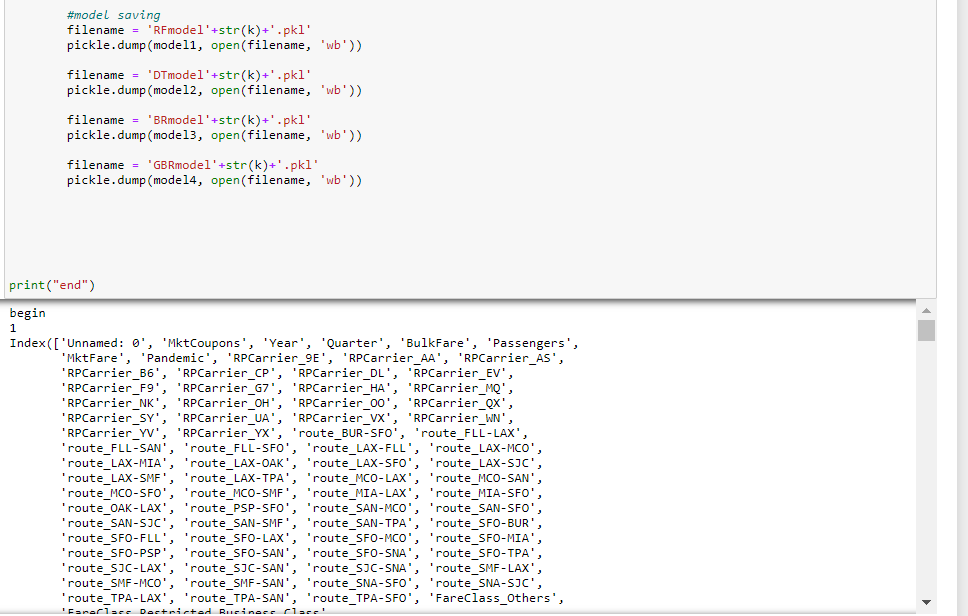 #model saving
filename = 'RFmodel'+str(k)+'.pkl'
pickle.dump(model1, open(filename, 'wb'))
filename = 'DTmodel'+str(k)+'.pkl'
pickle.dump(model2, open(filename, 'wb'))
filename = 'BRmodel'+str(k)+'.pkl'
pickle.dump(model3, open(filename, 'wb'))
filename = 'GBRmodel'+str(k)+'.pkl'
pickle.dump(model4, open(filename, 'wb'))
print("end")
begin
1
Index(['Unnamed: 0', 'MktCoupons', 'Year', 'Quarter', 'BulkFare', 'Passengers',
'MktFare', 'Pandemic', 'RPCarrier_9E', 'RPCarrier_AA', 'RPCarrier_AS',
'RPCarrier_B6', 'RPCarrier_CP', 'RPCarrier_DL', 'RPCarrier_EV',
'RPCarrier_F9', 'RPCarrier_G7', 'RPCarrier_HA', 'RPCarrier_MQ',
'RPCarrier_NK', 'RPCarrier_OH', 'RPCarrier_OO', 'RPCarrier_QX',
'RPCarrier_SY', 'RPCarrier_UA', 'RPCarrier_VX', 'RPCarrier_WN',
'RPCarrier_YV', 'RPCarrier_YX', 'route_BUR-SFO', 'route_FLL-LAX',
'route_FLL-SAN', 'route_FLL-SFO', 'route_LAX-FLL', 'route_LAX-MCO',
'route_LAX-MIA', 'route_LAX-OAK', 'route_LAX-SFO', 'route_LAX-SJC',
'route_LAX-SMF', 'route_LAX-TPA', 'route_MCO-LAX', 'route_MCO-SAN',
'route_MCO-SFO', 'route_MCO-SMF', 'route_MIA-LAX', 'route_MIA-SFO',
'route_OAK-LAX', 'route_PSP-SFO', 'route_SAN-MCO', 'route_SAN-SFO',
'route_SAN-SJC', 'route_SAN-SMF', 'route_SAN-TPA', 'route_SFO-BUR',
'route_SFO-FLL', 'route_SFO-LAX', 'route_SFO-MCO', 'route_SFO-MIA',
'route_SFO-PSP', 'route_SFO-SAN', 'route_SFO-SNA', 'route_SFO-TPA',
'route_SJC-LAX', 'route_SJC-SAN', 'route_SJC-SNA', 'route_SMF-LAX',
'route_SMF-MCO', 'route_SMF-SAN', 'route_SNA-SFO', 'route_SNA-SJC',
'route_TPA-LAX', 'route_TPA-SAN', 'route_TPA-SFO', 'FareClass_Others',
'FareClass_Restricted Business Class',